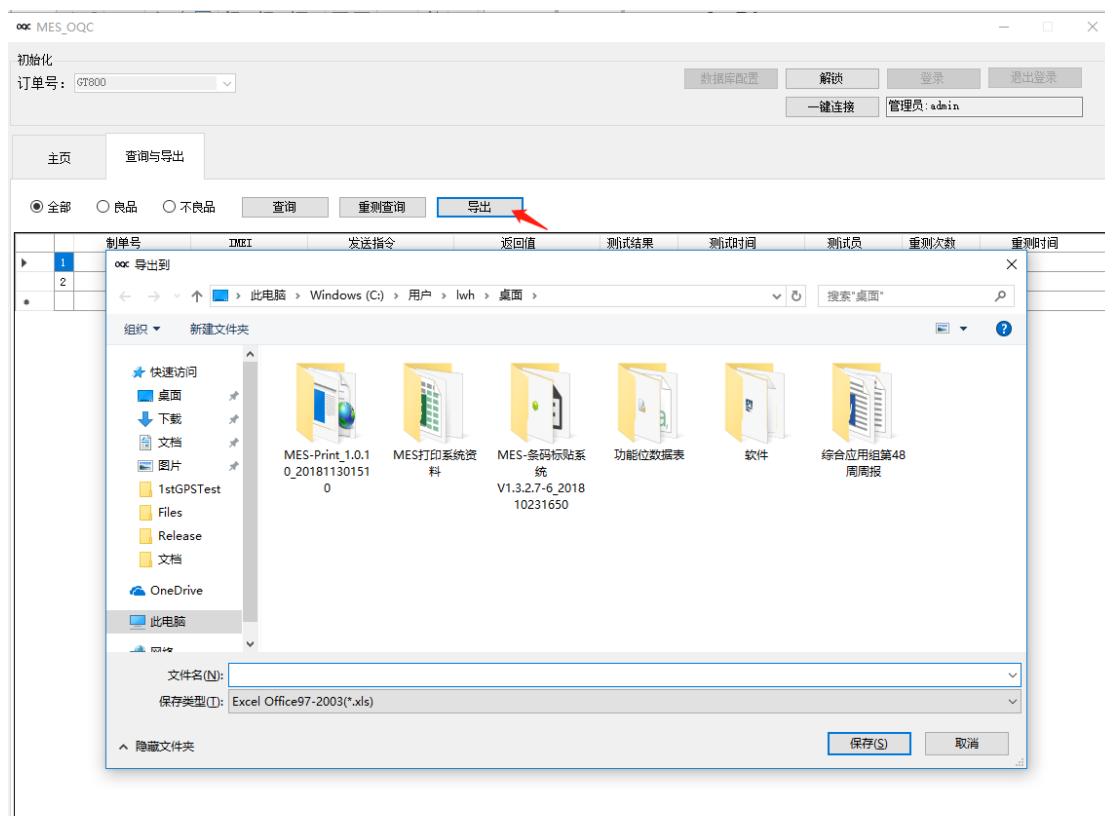 OQC MES_OQC
初始化
订单号： GT800
数据库配置 解锁 登录 退出登录
一键连接 管理员:admin
主页 查询与导出
全部 良品 不良品 查询 重测查询 导出
制单号 IMEI 发送指令 返回值 测试结果 测试时间 测试员 重测次数 重测时间
1
2
OQC 导出到
此电脑 › Windows (C:) › 用户 › lwh › 桌面 ›
搜索"桌面"
组织 新建文件夹
快速访问
桌面
下载
文档
图片
1stGPSTest
Files
Release
文档
OneDrive
此电脑
网络
MES-Print_1.0.1
0_20181130151
0
MES打印系统资
料
MES-条码标贴系
统
V1.3.2.7-6_2018
10231650
功能位数据表
软件
综合应用组第48
周周报
文件名(N):
保存类型(T): Excel Office97-2003(*.xls)
隐藏文件夹
保存(S) 取消